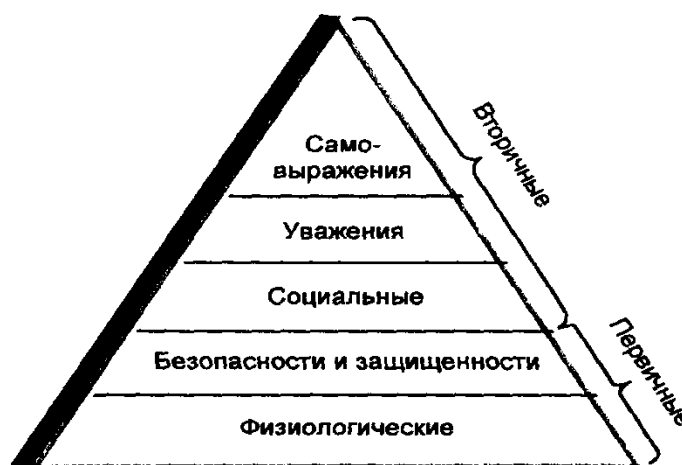 Само-
выражения
Вторичные
Уважения
Социальные
Безопасности и защищенности
Первичные
Физиологические